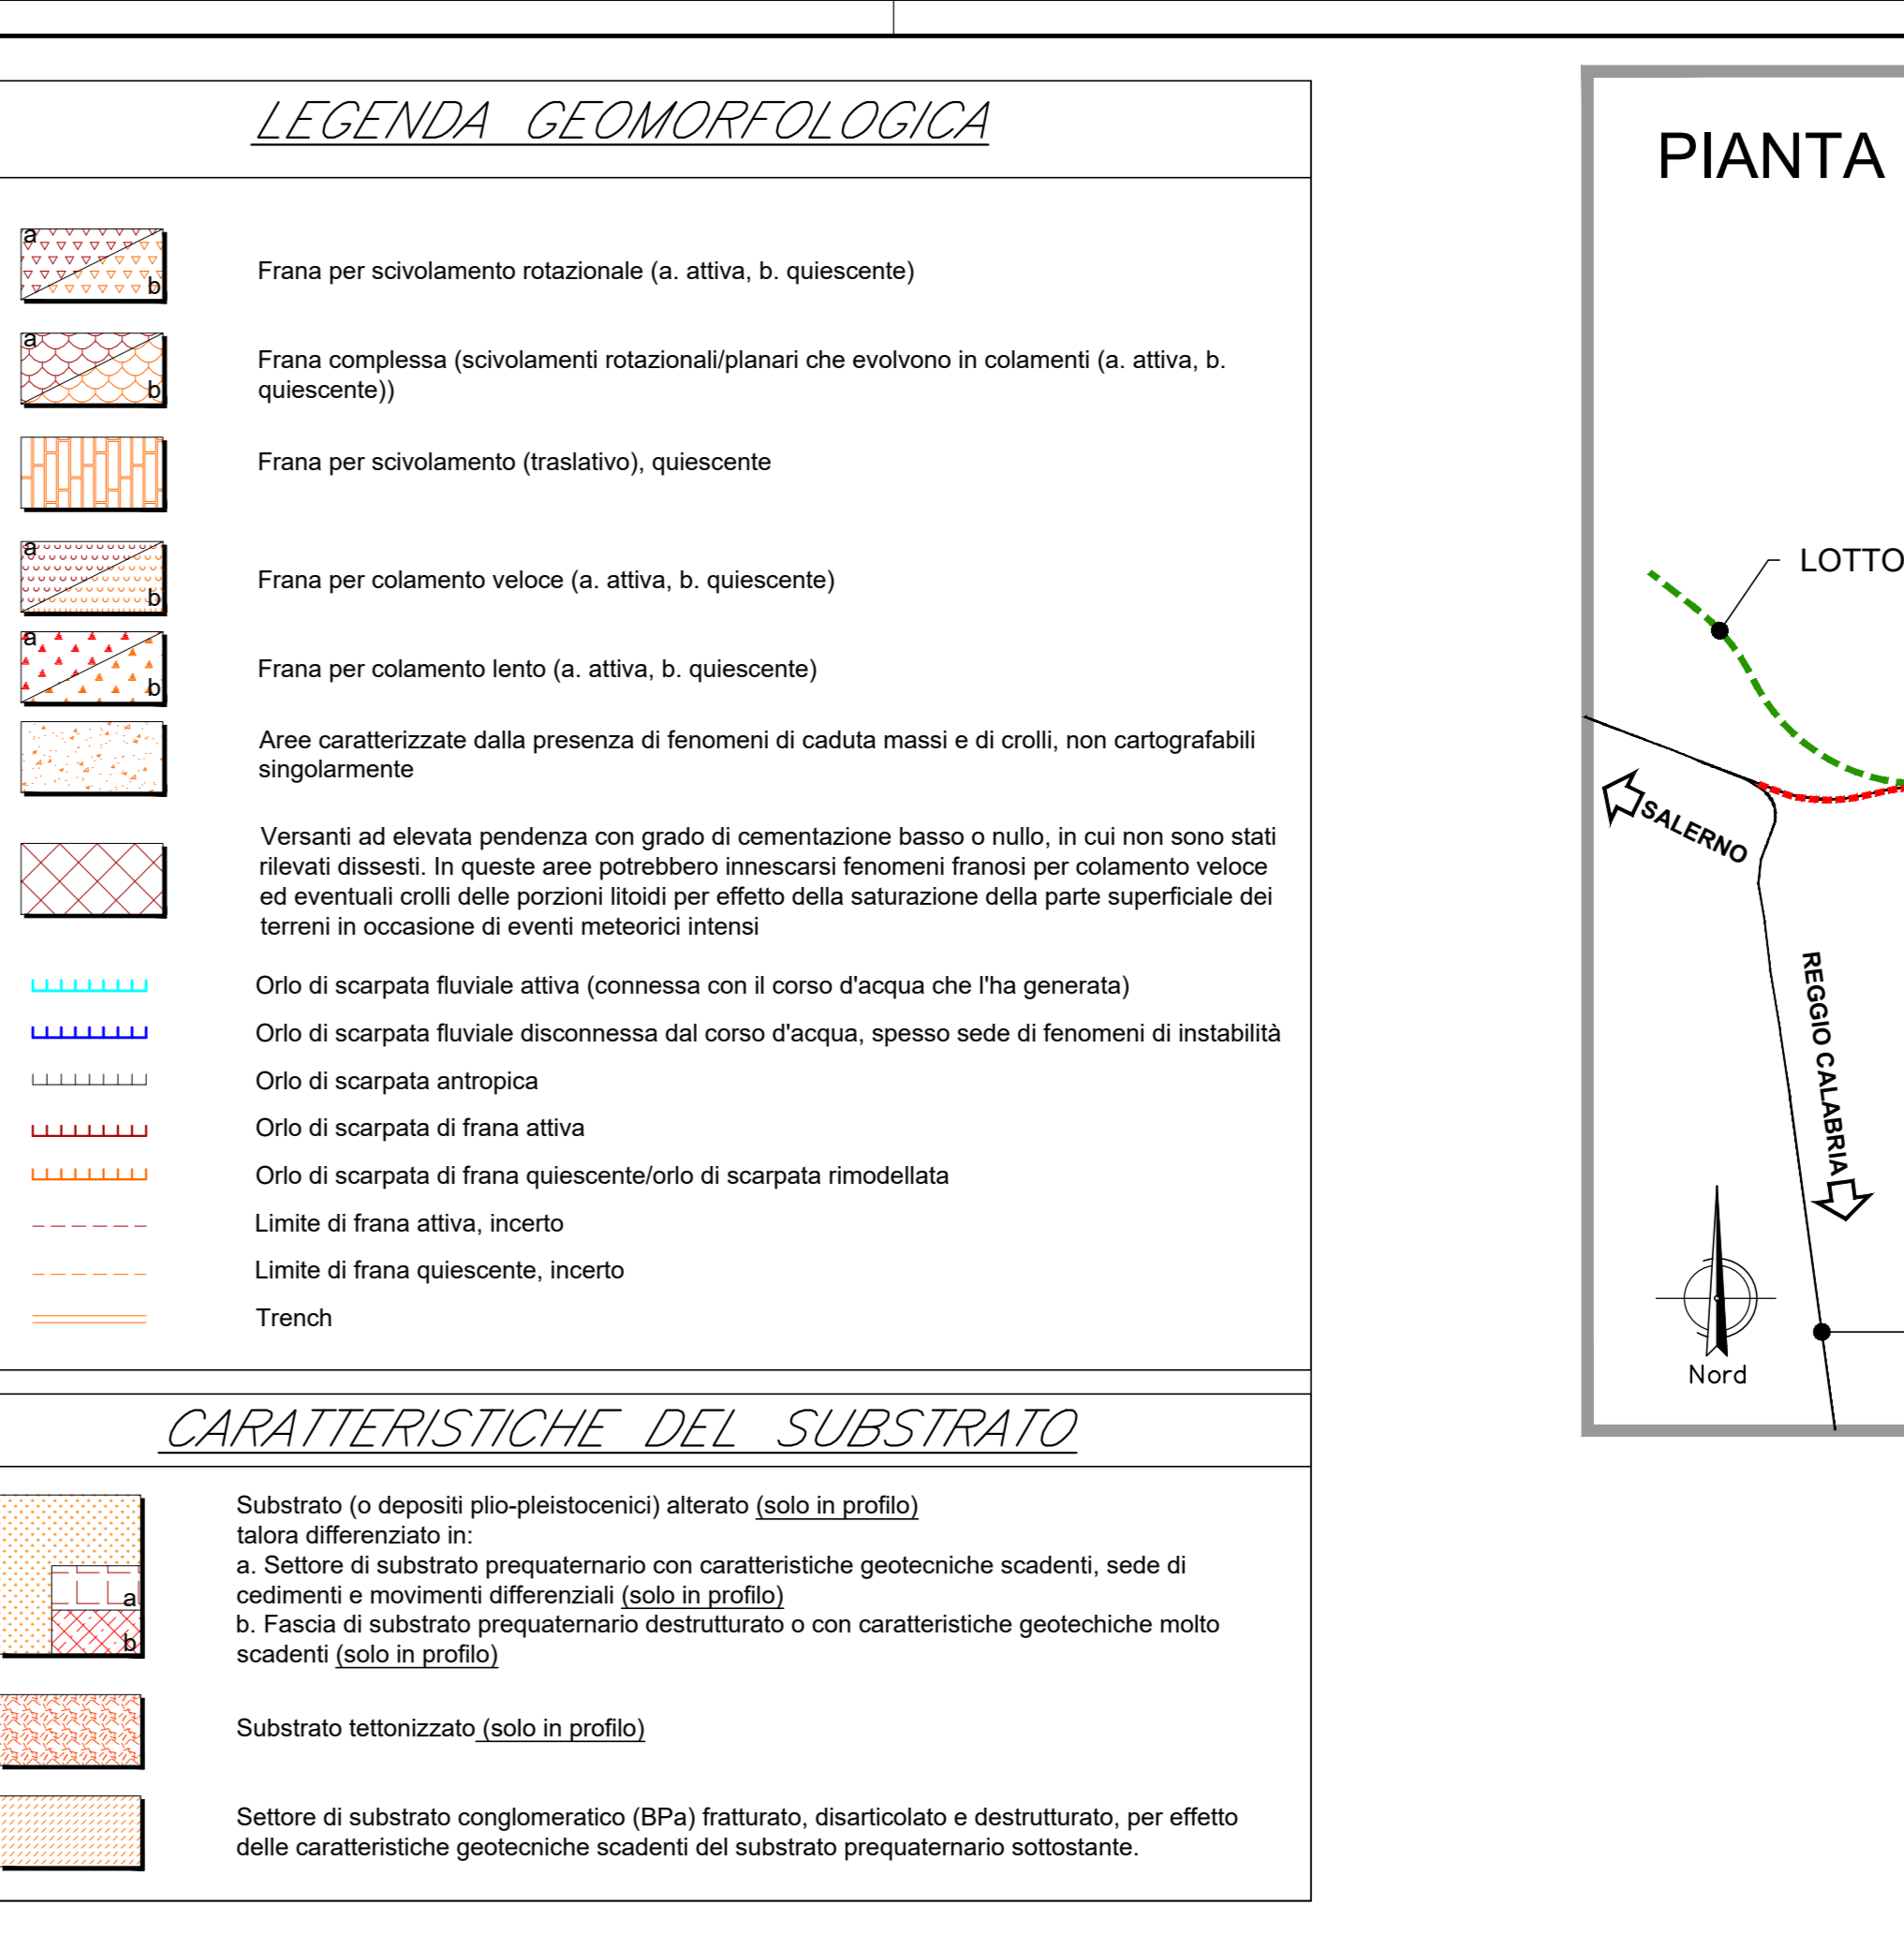 LEGENDA GEOMORFOLOGICA
a
b
Frana per scivolamento rotazionale (a. attiva, b. quiescente)
a
b
Frana complessa (scivolamenti rotazionali/planari che evolvono in colamenti (a. attiva, b.
quiescente))
Frana per scivolamento (traslativo), quiescente
a
b
Frana per colamento veloce (a. attiva, b. quiescente)
a
b
Frana per colamento lento (a. attiva, b. quiescente)
Aree caratterizzate dalla presenza di fenomeni di caduta massi e di crolli, non cartografabili
singolarmente
Versanti ad elevata pendenza con grado di cementazione basso o nullo, in cui non sono stati
rilevati dissesti. In queste aree potrebbero innescarsi fenomeni franosi per colamento veloce
ed eventuali crolli delle porzioni litoidi per effetto della saturazione della parte superficiale dei
terreni in occasione di eventi meteorici intensi
Orlo di scarpata fluviale attiva (connessa con il corso d'acqua che l'ha generata)
Orlo di scarpata fluviale disconnessa dal corso d'acqua, spesso sede di fenomeni di instabilità
Orlo di scarpata antropica
Orlo di scarpata di frana attiva
Orlo di scarpata di frana quiescente/orlo di scarpata rimodellata
Limite di frana attiva, incerto
Limite di frana quiescente, incerto
Trench
CARATTERISTICHE DEL SUBSTRATO
Substrato (o depositi plio-pleistocenici) alterato (solo in profilo)
talora differenziato in:
a. Settore di substrato prequaternario con caratteristiche geotecniche scadenti, sede di
cedimenti e movimenti differenziali (solo in profilo)
b. Fascia di substrato prequaternario destrutturato o con caratteristiche geotechiche molto
scadenti (solo in profilo)
a
b
Substrato tettonizzato (solo in profilo)
Settore di substrato conglomeratico (BPa) fratturato, disarticolato e destrutturato, per effetto
delle caratteristiche geotecniche scadenti del substrato prequaternario sottostante.
PIANTA
LOTTO
SALERNO
REGGIO CALABRIA
Nord